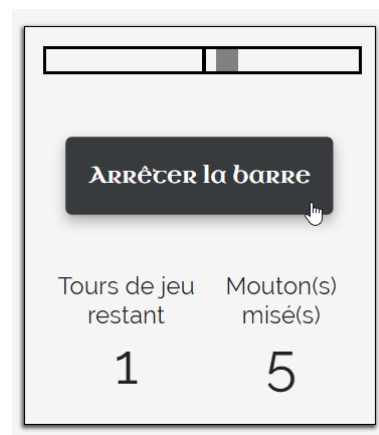 Arrêter la barre
Tours de jeu
restant
Mouton(s)
misé(s)
1
5